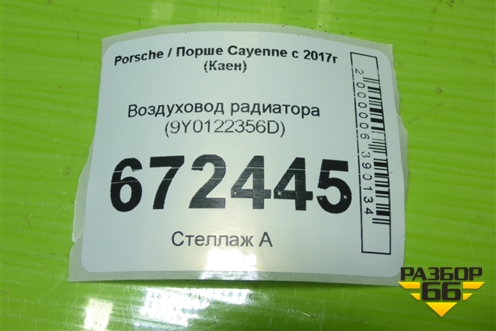 Porsche / Порше Cayenne с 2017г
(Каен)
Воздуховод радиатора
(9Y0122356D)
672445
Стеллаж А
2000006390134
РАЗБОР
66